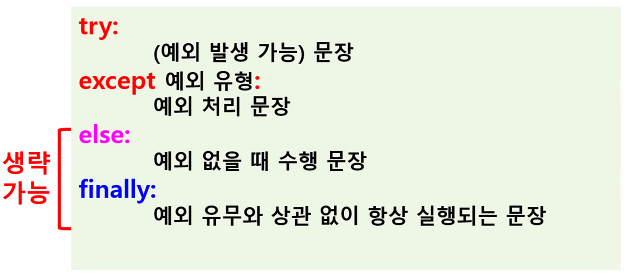 try:
(예외 발생 가능) 문장
except 예외 유형:
예외 처리 문장
else:
예외 없을 때 수행 문장
finally:
예외 유무와 상관 없이 항상 실행되는 문장
생략
가능